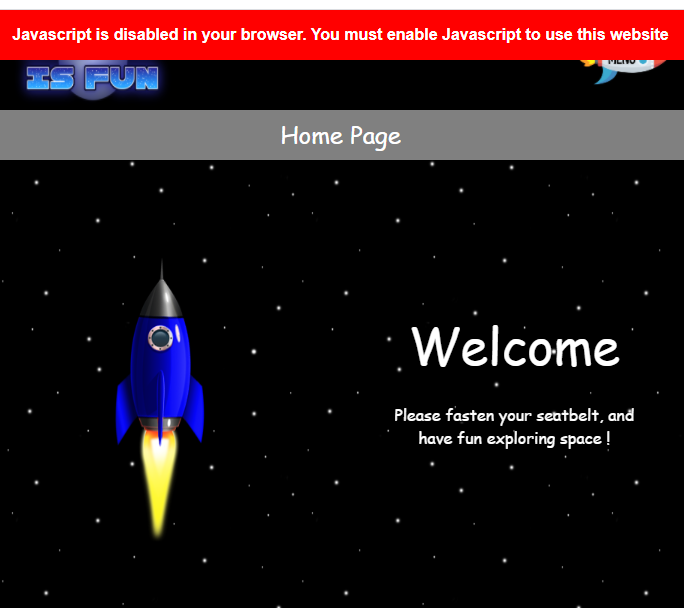 Javascript is disabled in your browser. You must enable Javascript to use this website
IS FUN
MENU
Home Page
Welcome
Please fasten your seatbelt, and
have fun exploring space !